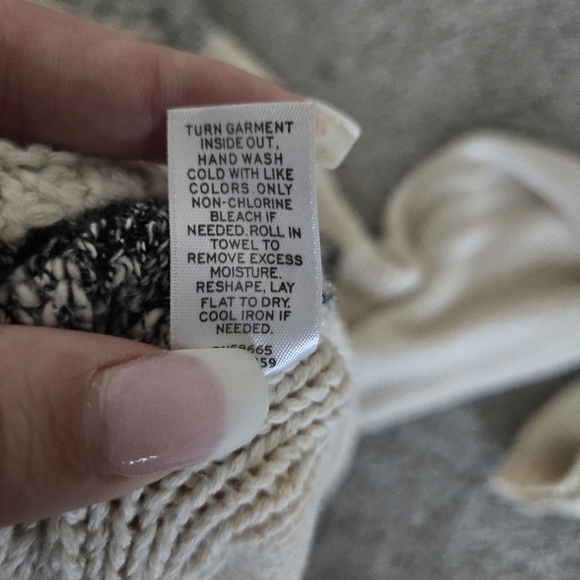 TURN GARMENT
INSIDE OUT,
HAND WASH
COLD WITH LIKE
COLORS. ONLY
NON-CHLORINE
BLEACH IF
NEEDED. ROLL IN
TOWEL TO
REMOVE EXCESS
MOISTURE.
RESHAPE, LAY
FLAT TO DRY.
COOL IRON IF
NEEDED.